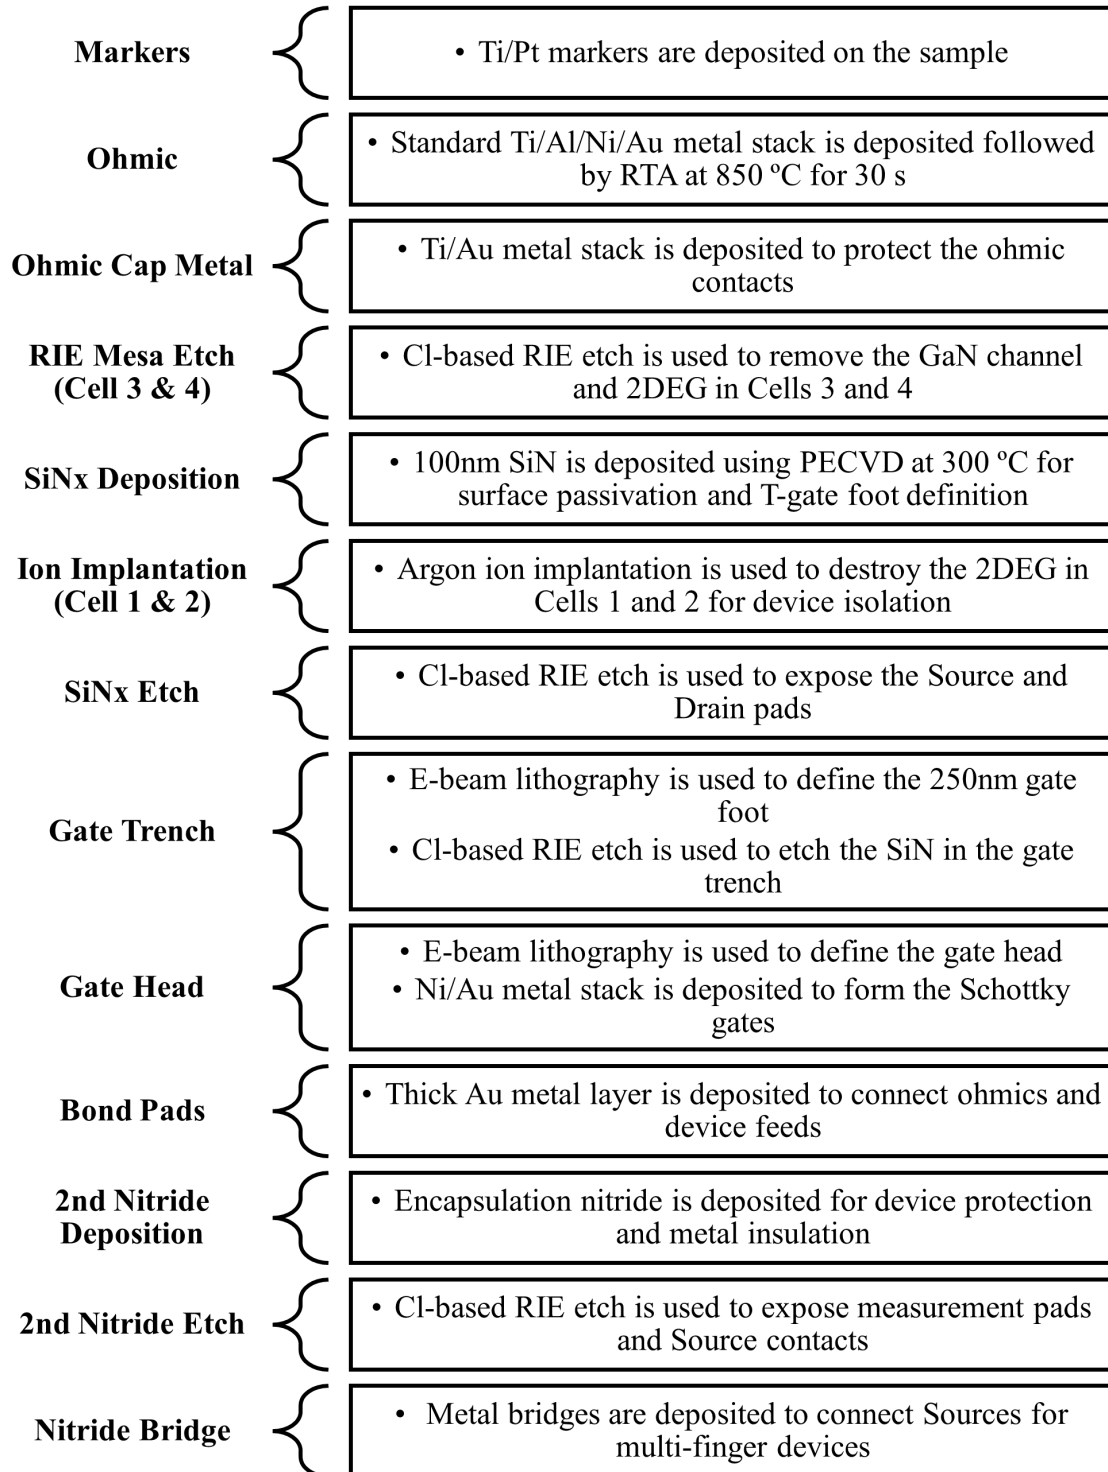 Markers
• Ti/Pt markers are deposited on the sample
Ohmic
• Standard Ti/Al/Ni/Au metal stack is deposited followed
by RTA at 850 ºC for 30 s
Ohmic Cap Metal
• Ti/Au metal stack is deposited to protect the ohmic
contacts
RIE Mesa Etch
(Cell 3 & 4)
• Cl-based RIE etch is used to remove the GaN channel
and 2DEG in Cells 3 and 4
SiNx Deposition
• 100nm SiN is deposited using PECVD at 300 ºC for
surface passivation and T-gate foot definition
Ion Implantation
(Cell 1 & 2)
• Argon ion implantation is used to destroy the 2DEG in
Cells 1 and 2 for device isolation
SiNx Etch
• Cl-based RIE etch is used to expose the Source and
Drain pads
Gate Trench
• E-beam lithography is used to define the 250nm gate
foot
• Cl-based RIE etch is used to etch the SiN in the gate
trench
Gate Head
• E-beam lithography is used to define the gate head
• Ni/Au metal stack is deposited to form the Schottky
gates
Bond Pads
• Thick Au metal layer is deposited to connect ohmics and
device feeds
2nd Nitride
Deposition
• Encapsulation nitride is deposited for device protection
and metal insulation
2nd Nitride Etch
• Cl-based RIE etch is used to expose measurement pads
and Source contacts
Nitride Bridge
• Metal bridges are deposited to connect Sources for
multi-finger devices